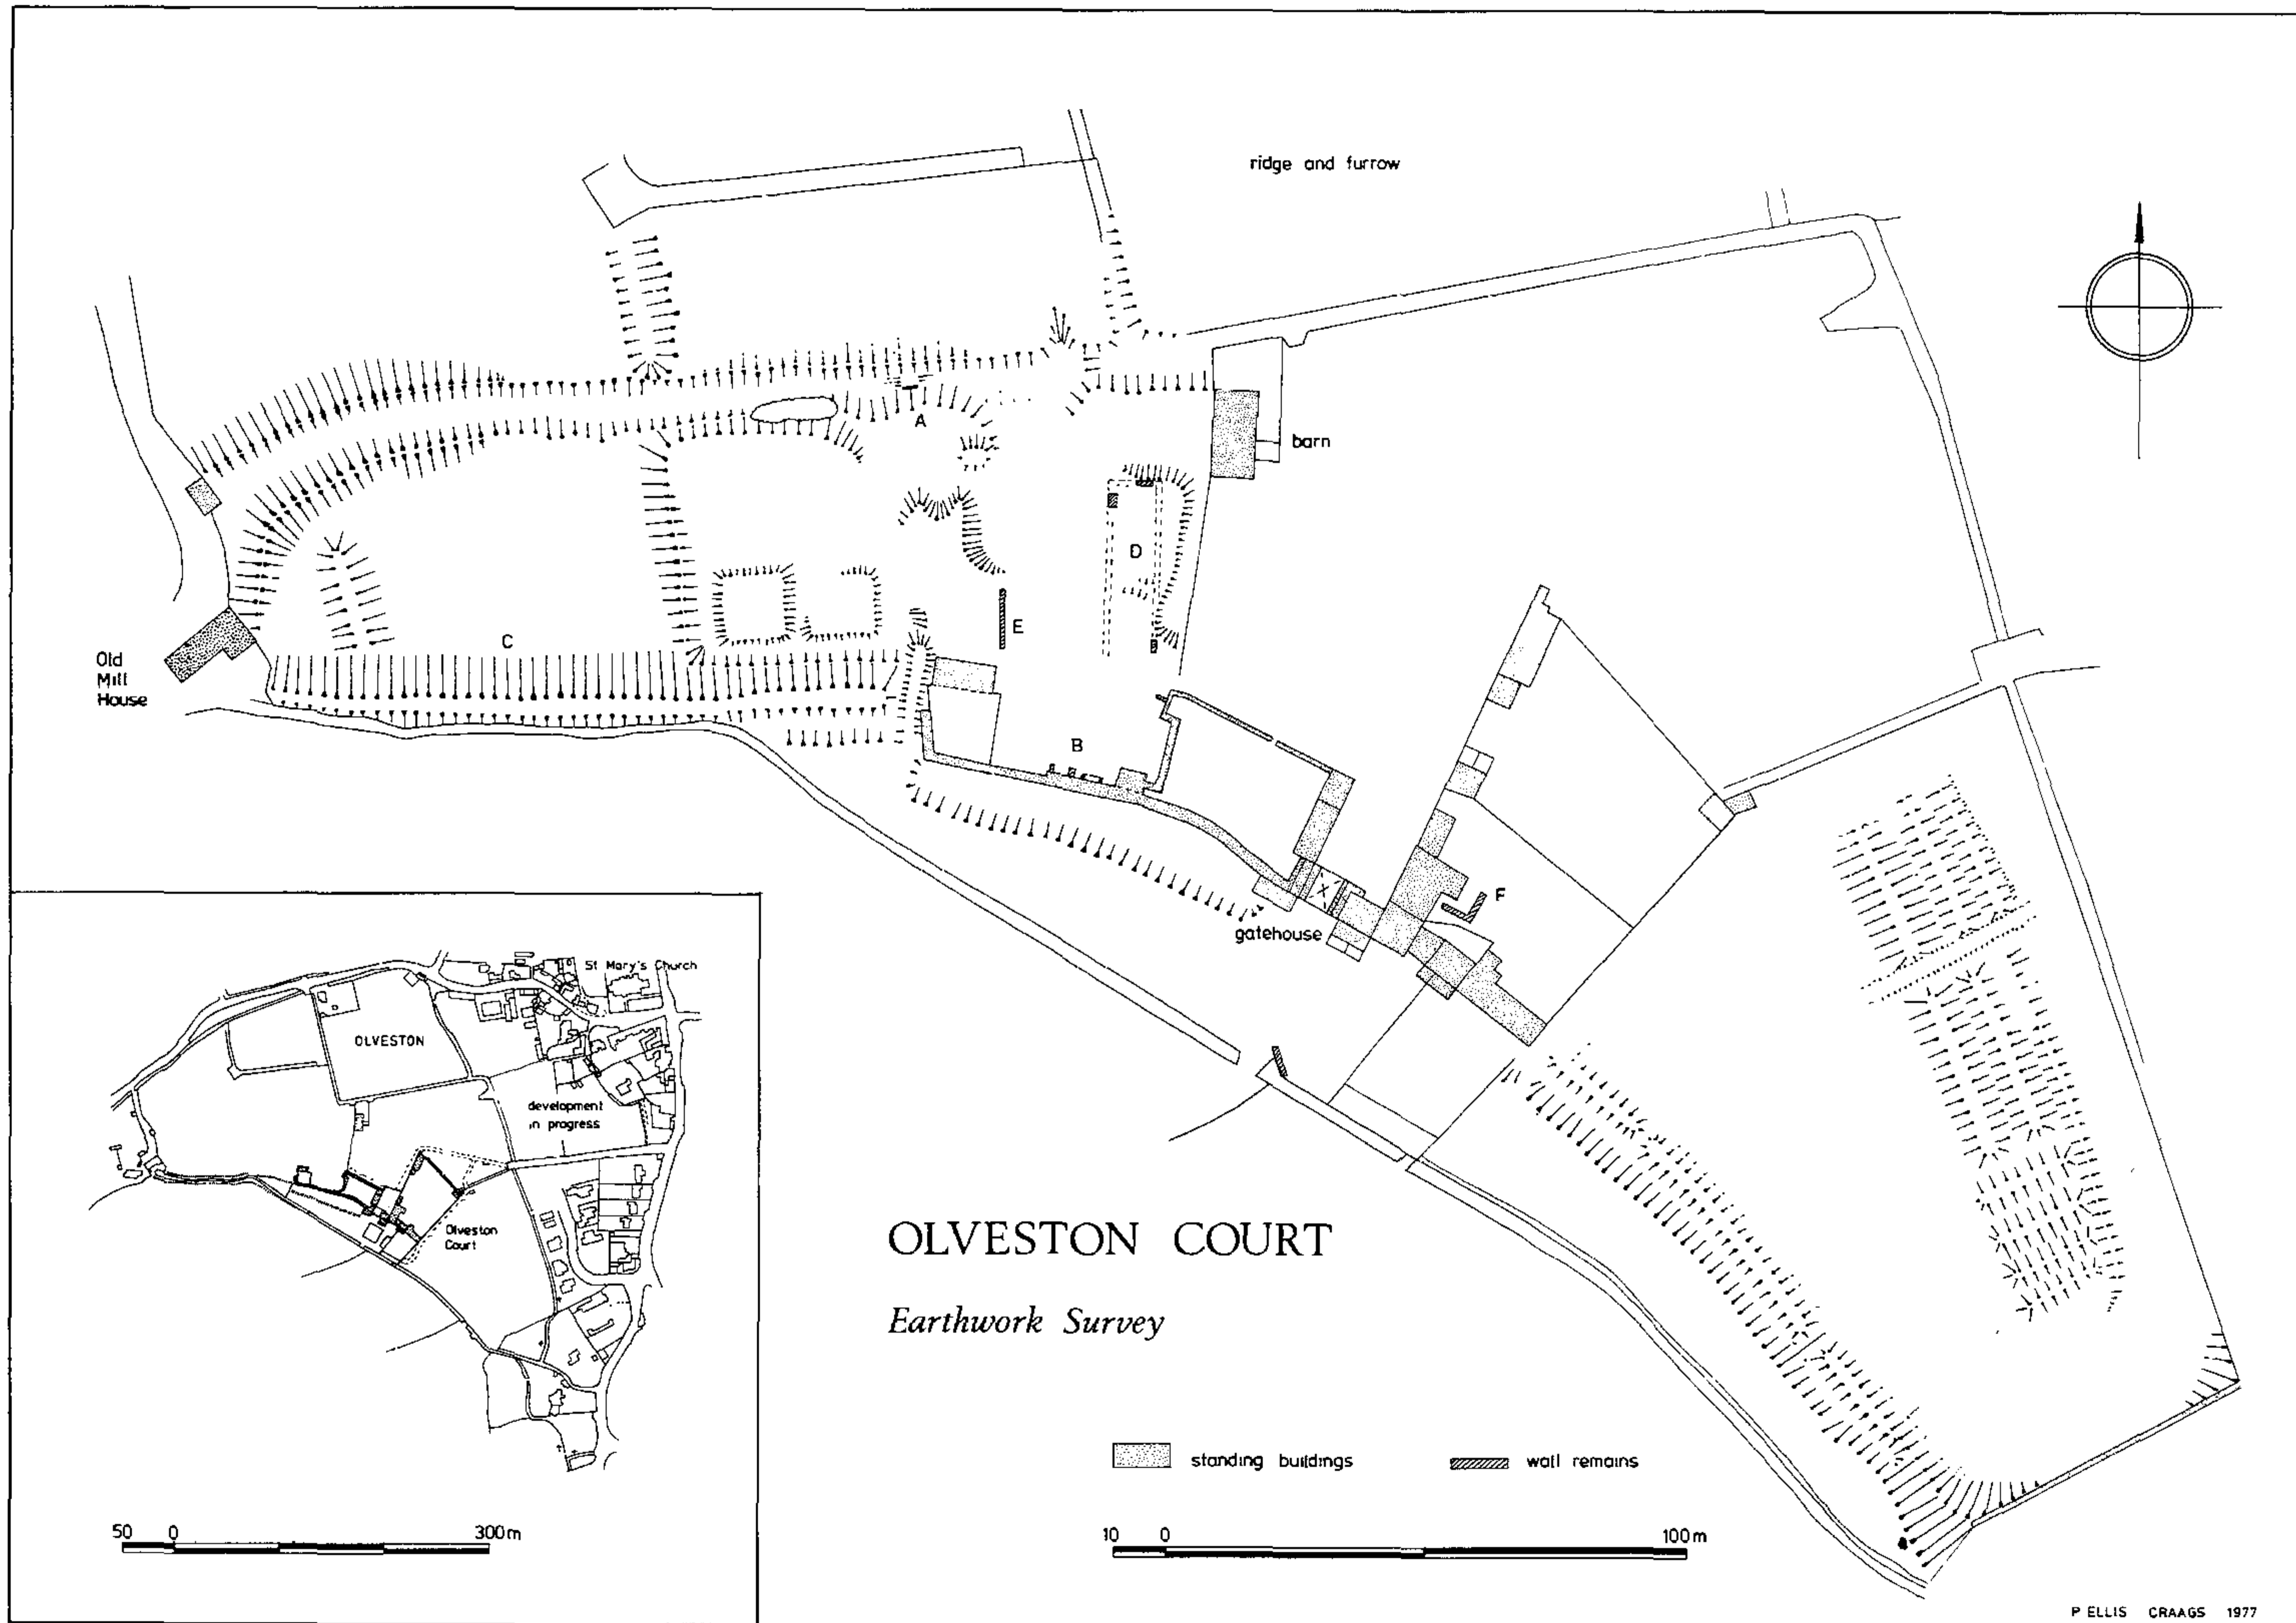 ridge and furrow
A
barn
D
E
C
Old
Mill
House
B
F
gatehouse
St Mary's Church
OLVESTON
development
in progress
Olveston
Court
50 0 300m
OLVESTON COURT
Earthwork Survey
standing buildings
wall remains
10 0 100m
P ELLIS CRAAGS 1977